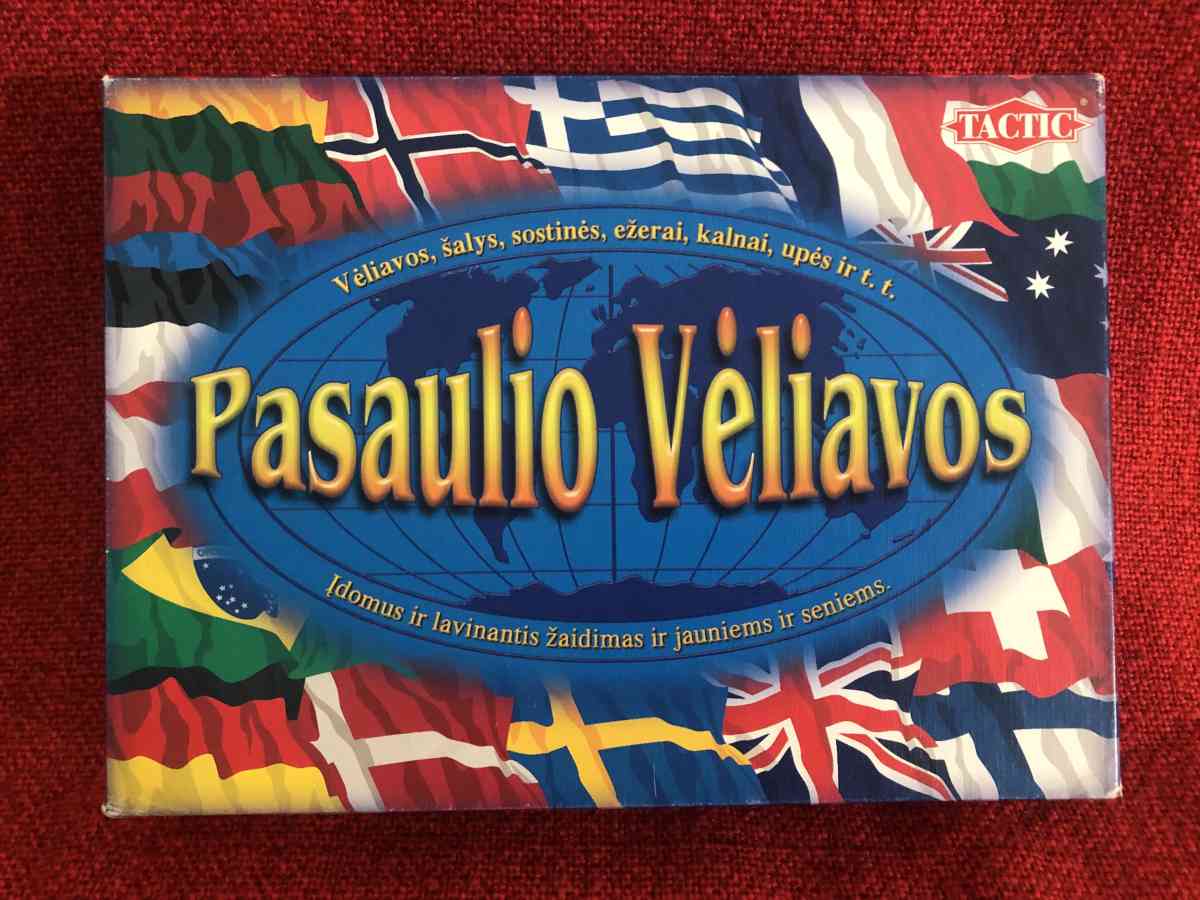 TACTIC
Vėliavos, šalys, sostinės, ežerai, kalnai, upės ir t. t.
Pasaulio Vėliavos
Įdomus ir lavinantis žaidimas ir jauniems ir seniems.